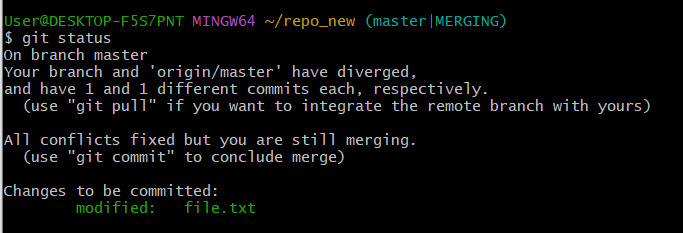 User@DESKTOP-F5S7PNT MINGW64 ~/repo_new (master|MERGING)
$ git status
On branch master
Your branch and 'origin/master' have diverged,
and have 1 and 1 different commits each, respectively.
  (use "git pull" if you want to integrate the remote branch with yours)

All conflicts fixed but you are still merging.
  (use "git commit" to conclude merge)

Changes to be committed:
        modified:   file.txt